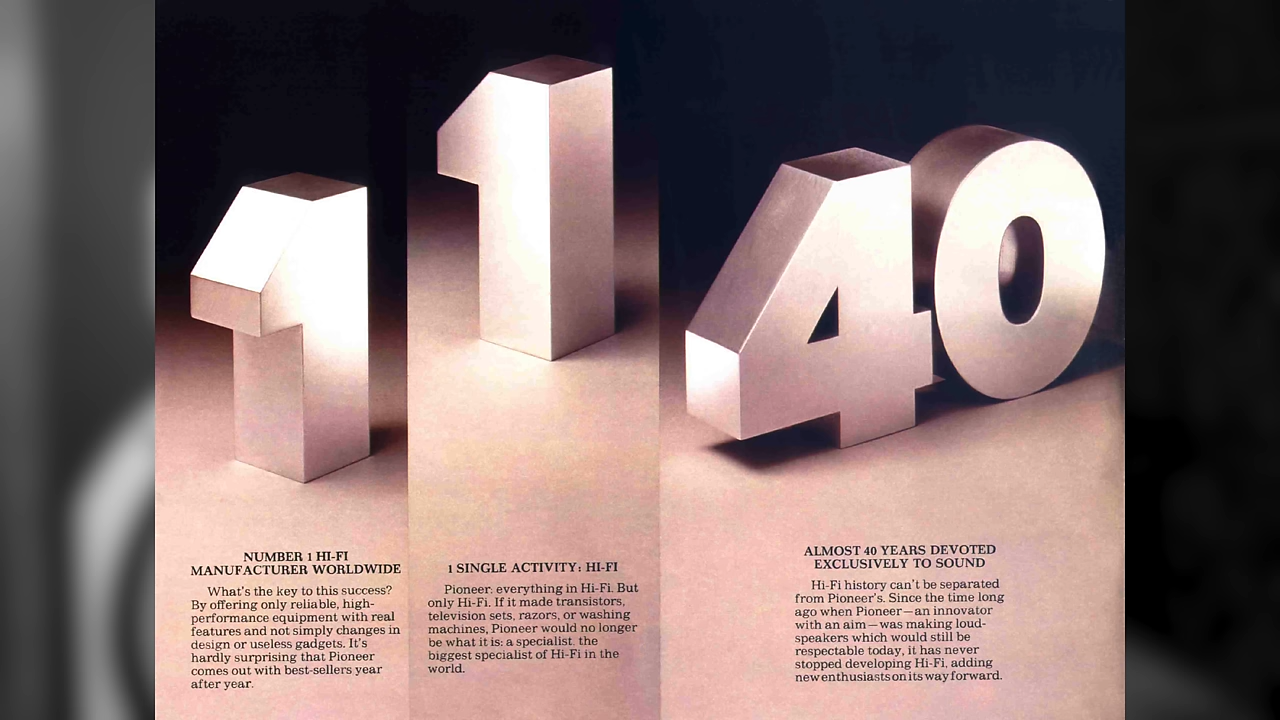 1
NUMBER 1 HI-FI
MANUFACTURER WORLDWIDE
What's the key to this success?
By offering only reliable, high-
performance equipment with real
features and not simply changes in
design or useless gadgets. It's
hardly surprising that Pioneer
comes out with best-sellers year
after year.
1
1 SINGLE ACTIVITY: HI-FI
Pioneer: everything in Hi-Fi. But
only Hi-Fi. If it made transistors,
television sets, razors, or washing
machines, Pioneer would no longer
be what it is: a specialist, the
biggest specialist of Hi-Fi in the
world.
40
ALMOST 40 YEARS DEVOTED
EXCLUSIVELY TO SOUND
Hi-Fi history can't be separated
from Pioneer's. Since the time long
ago when Pioneer—an innovator
with an aim—was making loud-
speakers which would still be
respectable today, it has never
stopped developing Hi-Fi, adding
new enthusiasts on its way forward.